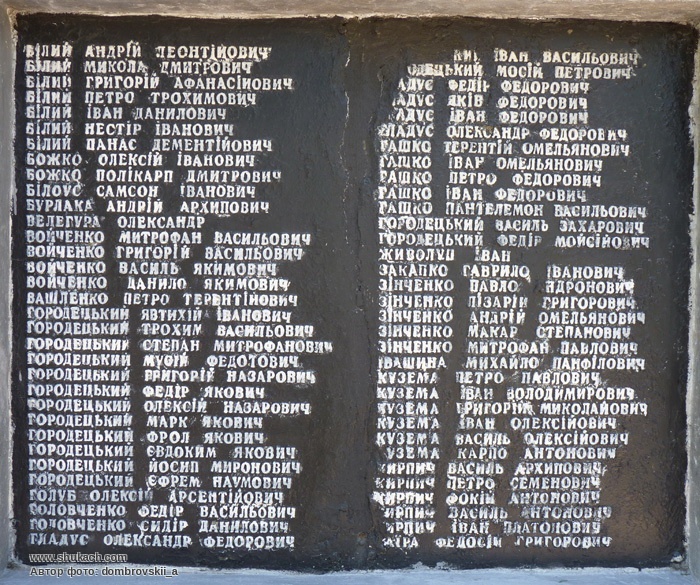 БІЛИЙ АНДРІЙ ЛЕОНТІЙОВИЧ
БІЛИЙ МИКОЛА ДМИТРОВИЧ
БІЛИЙ ГРИГОРІЙ АФАНАСІЙОВИЧ
БІЛИЙ ПЕТРО ТРОХИМОВИЧ
БІЛИЙ ІВАН ДАНИЛОВИЧ
БІЛИЙ НЕСТІР ІВАНОВИЧ
БІЛИЙ ПАНАС ДЕМЕНТІЙОВИЧ
БОЖКО ОЛЕКСІЙ ІВАНОВИЧ
БОЖКО ПОЛІКАРП ДМИТРОВИЧ
БІЛОУС САМСОН ІВАНОВИЧ
БУРЛАКА АНДРІЙ АРХИПОВИЧ
ВЕЛЕГУРА ОЛЕКСАНДР
ВОЙЧЕНКО МИТРОФАН ВАСИЛЬОВИЧ
ВОЙЧЕНКО ГРИГОРІЙ ВАСИЛЬОВИЧ
ВОЙЧЕНКО ВАСИЛЬ ЯКИМОВИЧ
ВОЙЧЕНКО ДАНИЛО ЯКИМОВИЧ
ВАЩЛЕНКО ПЕТРО ТЕРЕНТІЙОВИЧ
ГОРОДЕЦЬКИЙ ЯВТИХІЙ ІВАНОВИЧ
ГОРОДЕЦЬКИЙ ТРОХИМ ВАСИЛЬОВИЧ
ГОРОДЕЦЬКИЙ СТЕПАН МИТРОФАНОВИЧ
ГОРОДЕЦЬКИЙ МУСІЙ ФЕДОТОВИЧ
ГОРОДЕЦЬКИЙ ГРИГОРІЙ НАЗАРОВИЧ
ГОРОДЕЦЬКИЙ ФЕДІР ЯКОВИЧ
ГОРОДЕЦЬКИЙ ОЛЕКСІЙ НАЗАРОВИЧ
ГОРОДЕЦЬКИЙ МАРК ЯКОВИЧ
ГОРОДЕЦЬКИЙ ФРОЛ ЯКОВИЧ
ГОРОДЕЦЬКИЙ ЄВДОКИМ ЯКОВИЧ
ГОРОДЕЦЬКИЙ ЙОСИП МИРОНОВИЧ
ГОРОДЕЦЬКИЙ ЄФРЕМ НАУМОВИЧ
ГОЛУБ ОЛЕКСІЙ АРСЕНТІЙОВИЧ
ГОЛОВЧЕНКО ФЕДІР ВАСИЛЬОВИЧ
ГОЛОВЧЕНКО СИДІР ДАНИЛОВИЧ
ГЛАДУС ОЛЕКСАНДР ФЕДОРОВИЧ
ІВАН ВАСИЛЬОВИЧ
МОСІЙ ПЕТРОВИЧ
ФЕДІР ФЕДОРОВИЧ
ЯКІВ ФЕДОРОВИЧ
ІВАН ФЕДОРОВИЧ
ГЛАДУС ОЛЕКСАНДР ФЕДОРОВИЧ
ГАШКО ТЕРЕНТІЙ ОМЕЛЬЯНОВИЧ
ГАШКО ІВАН ОМЕЛЬЯНОВИЧ
ГАШКО ПЕТРО ФЕДОРОВИЧ
ГАШКО ІВАН ФЕДОРОВИЧ
ГАШКО ПАНТЕЛЕМОН ВАСИЛЬОВИЧ
ГОРОДЕЦЬКИЙ ВАСИЛЬ ЗАХАРОВИЧ
ГОРОДЕЦЬКИЙ ФЕДІР МОЙСІЙОВИЧ
ЖИВОЛУП ІВАН
ЗАКАПКО ГАВРИЛО ІВАНОВИЧ
ЗІНЧЕНКО ПАВЛО АНДРОНОВИЧ
ЗІНЧЕНКО ЛІЗАРІЙ ГРИГОРОВИЧ
ЗІНЧЕНКО АНДРІЙ ОМЕЛЬЯНОВИЧ
ЗІНЧЕНКО МАКАР СТЕПАНОВИЧ
ЗІНЧЕНКО МИТРОФАН ПАВЛОВИЧ
ІВАШИНА МИХАЙЛО ПАНФІЛОВИЧ
КУЗЕМА ПЕТРО ПАВЛОВИЧ
КУЗЕМА ІВАН ВОЛОДИМИРОВИЧ
КУЗЕМА ГРИГОРІЙ МИКОЛАЙОВИЧ
КУЗЕМА ІВАН ОЛЕКСІЙОВИЧ
КУЗЕМА ВАСИЛЬ ОЛЕКСІЙОВИЧ
КУЗЕМА КАРПО АНТОНОВИЧ
КИРПИЧ ВАСИЛЬ АРХИПОВИЧ
КИРПИЧ ПЕТРО СЕМЕНОВИЧ
КИРПИЧ ФОКІЙ АНТОНОВИЧ
КИРПИЧ ВАСИЛЬ АНТОНОВИЧ
КИРПИЧ ІВАН ПЛАТОНОВИЧ
ФЕДОСІЙ ГРИГОРОВИЧ
www.shukach.com
Автор фото: dombrovskii_a